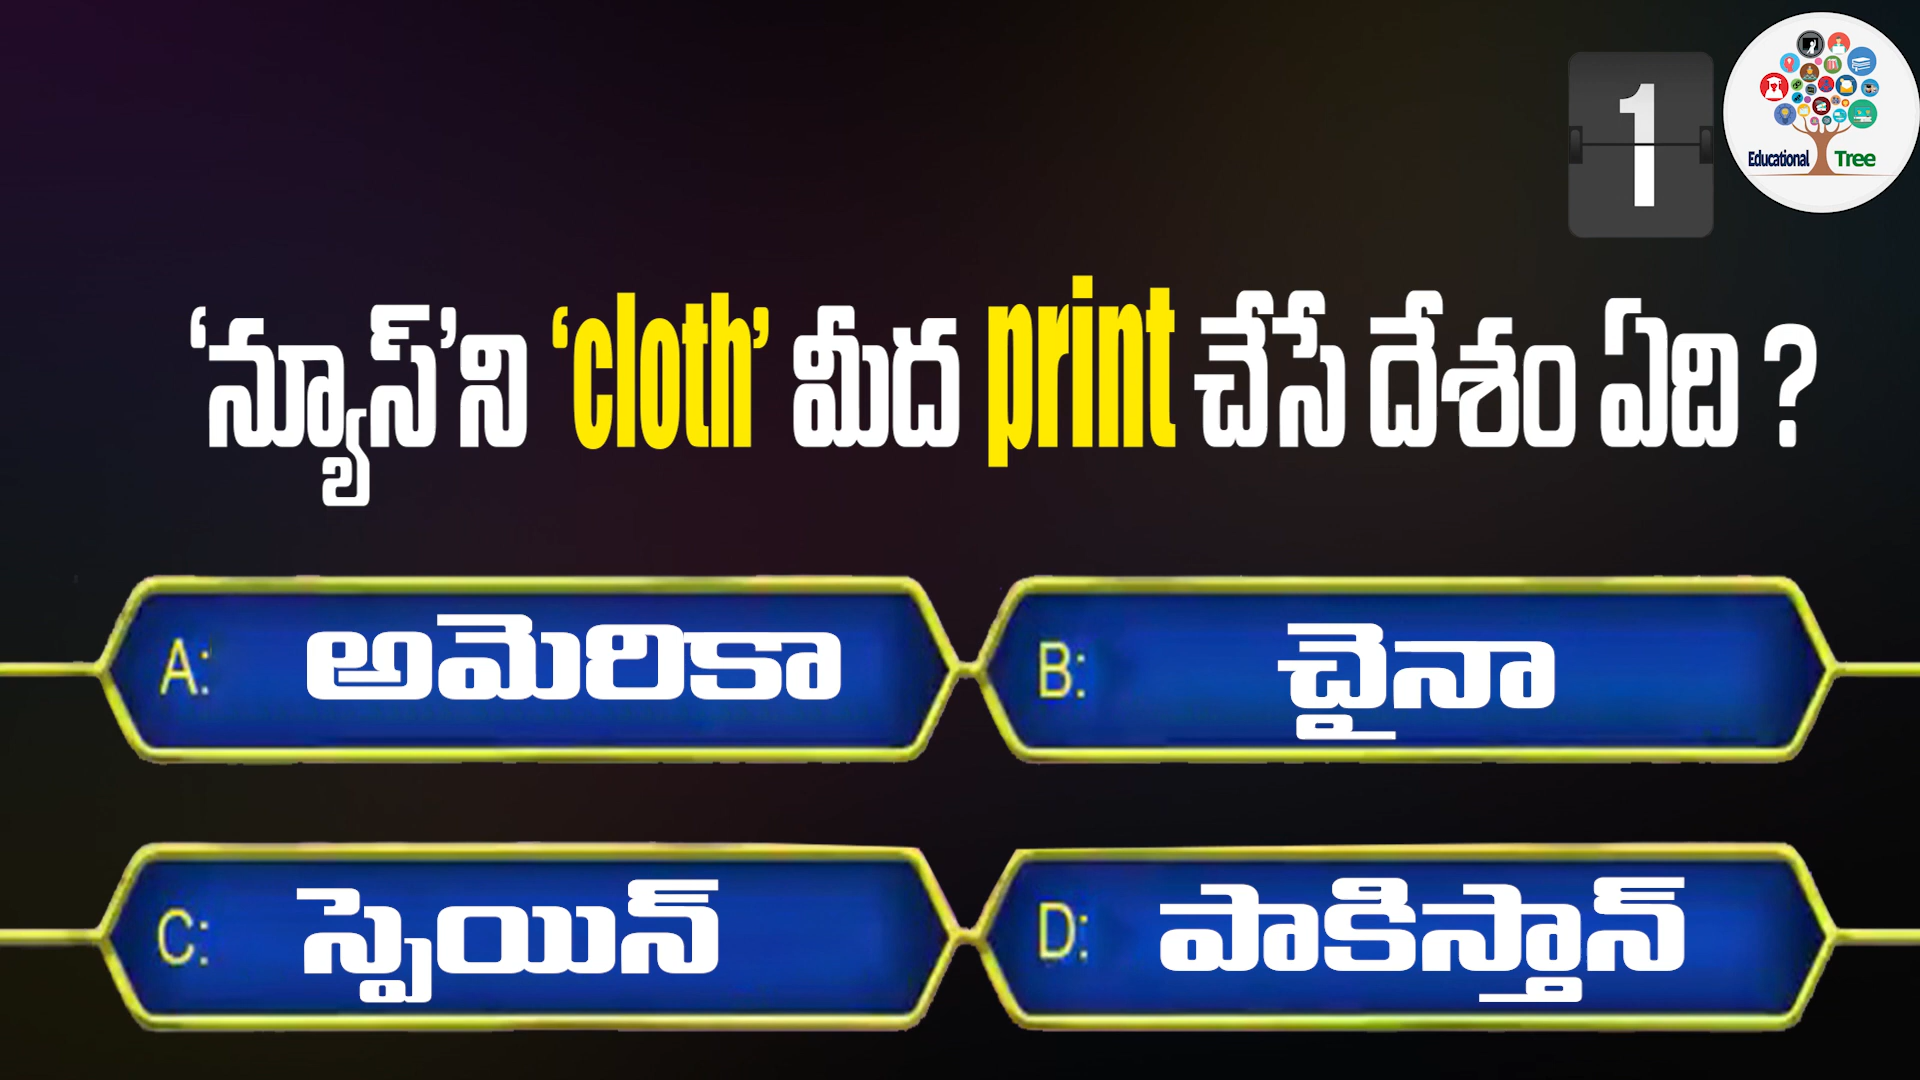 1
Educational Tree
‘న్యూస్’ని ‘cloth’ మీద print చేసే దేశం ఏది ?
A: అమెరికా
B: చైనా
C: స్పెయిన్
D: పాకిస్తాన్